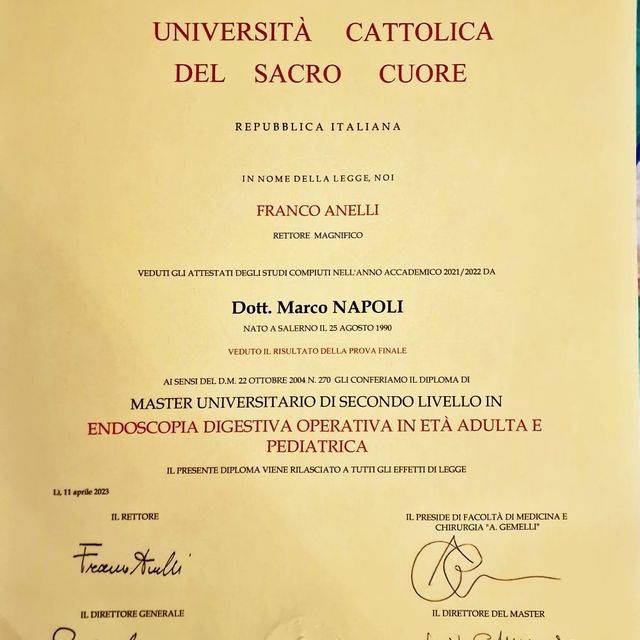 UNIVERSITÀ CATTOLICA
DEL SACRO CUORE
REPUBBLICA ITALIANA
IN NOME DELLA LEGGE, NOI
FRANCO ANELLI
RETTORE MAGNIFICO
VEDUTI GLI ATTESTATI DEGLI STUDI COMPIUTI NELL'ANNO ACCADEMICO 2021/2022 DA
Dott. Marco NAPOLI
NATO A SALERNO IL 25 AGOSTO 1990
VEDUTO IL RISULTATO DELLA PROVA FINALE
AI SENSI DEL D.M. 22 OTTOBRE 2004 N. 270 GLI CONFERIAMO IL DIPLOMA DI
MASTER UNIVERSITARIO DI SECONDO LIVELLO IN
ENDOSCOPIA DIGESTIVA OPERATIVA IN ETÀ ADULTA E
PEDIATRICA
IL PRESENTE DIPLOMA VIENE RILASCIATO A TUTTI GLI EFFETTI DI LEGGE
Lì, 11 aprile 2023
IL RETTORE
IL PRESIDE DI FACOLTÀ DI MEDICINA E
CHIRURGIA "A. GEMELLI"
Franco Anelli
IL DIRETTORE GENERALE
IL DIRETTORE DEL MASTER